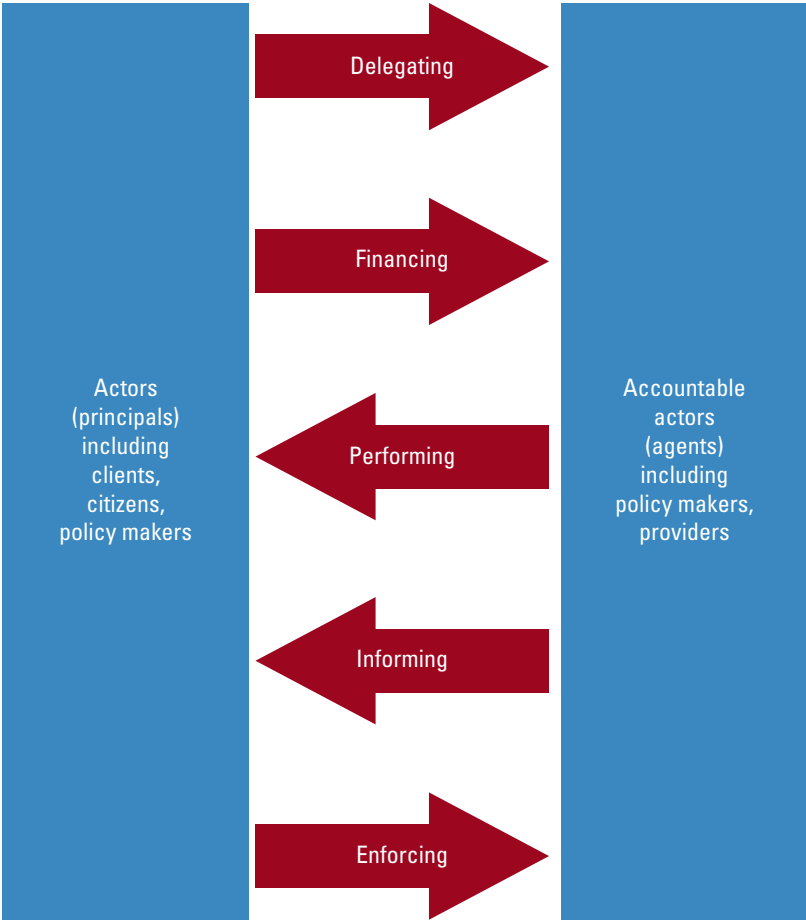 Delegating
Financing
Actors
(principals)
including
clients,
citizens,
policy makers
Performing
Accountable
actors
(agents)
including
policy makers,
providers
Informing
Enforcing